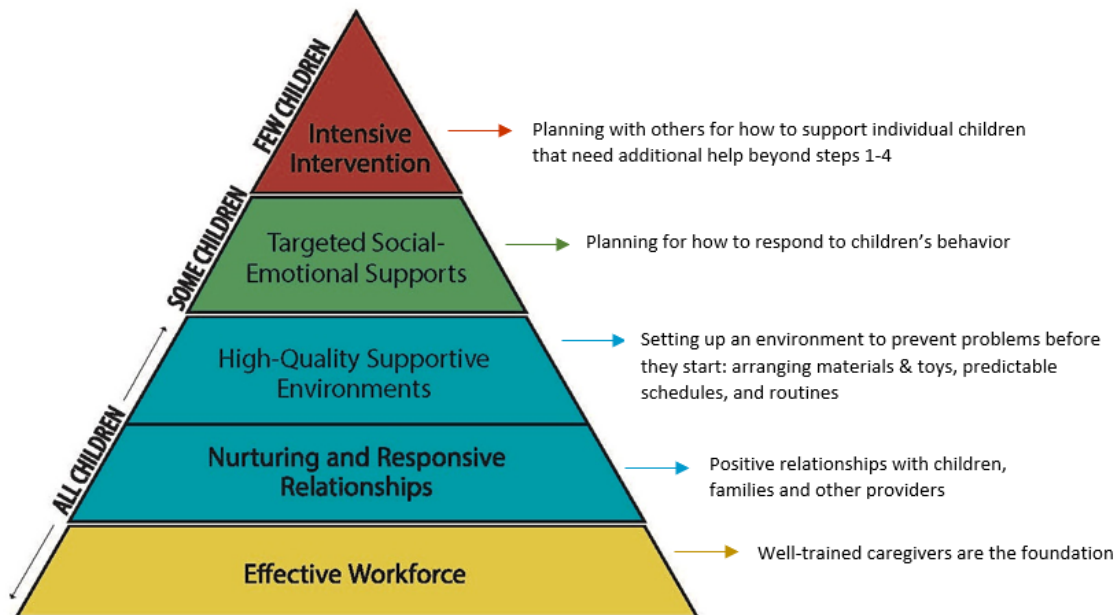 FEW CHILDREN
Intensive
Intervention
Planning with others for how to support individual children
that need additional help beyond steps 1-4
SOME CHILDREN
Targeted Social-
Emotional Supports
Planning for how to respond to children’s behavior
ALL CHILDREN
High-Quality Supportive
Environments
Setting up an environment to prevent problems before
they start: arranging materials & toys, predictable
schedules, and routines
Nurturing and Responsive
Relationships
Positive relationships with children,
families and other providers
Effective Workforce
Well-trained caregivers are the foundation